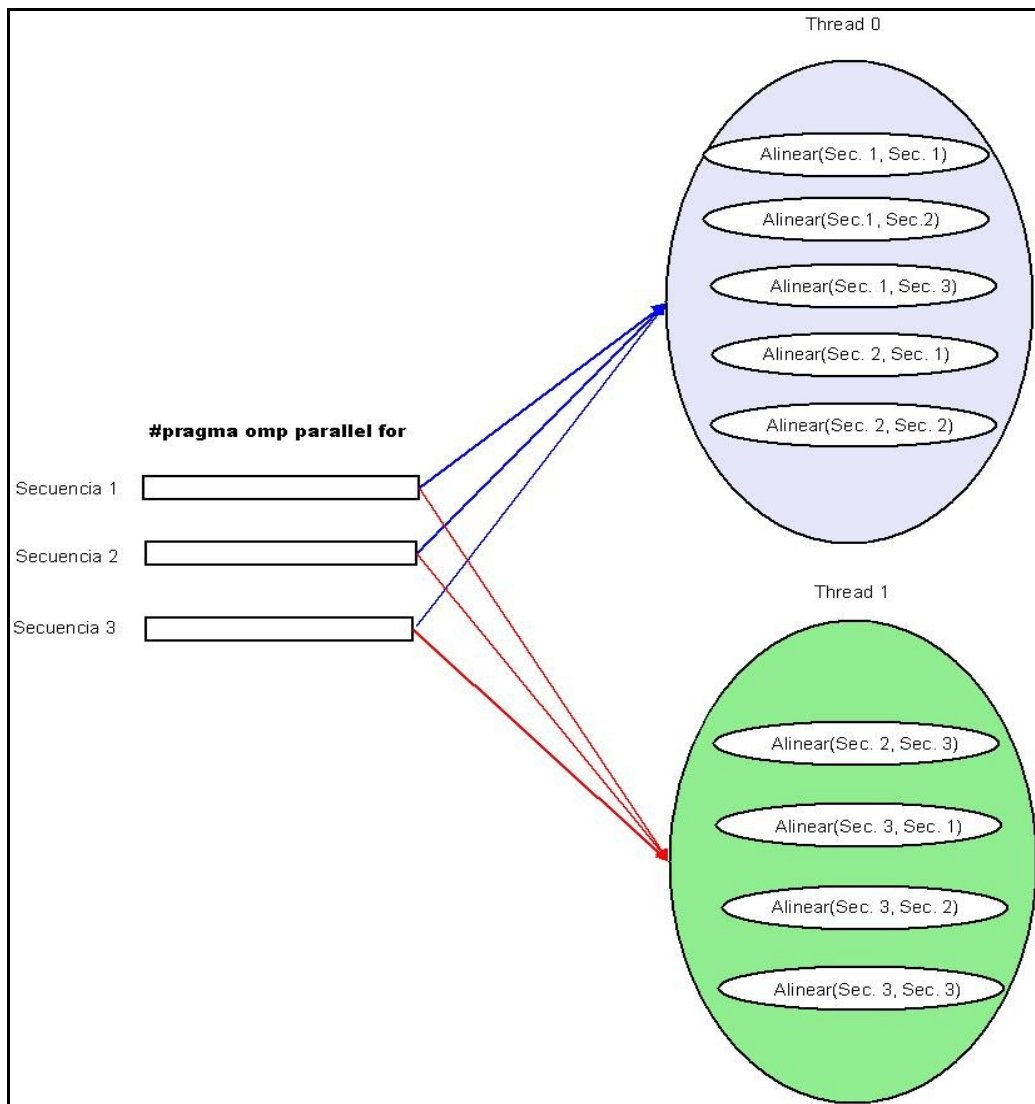 Thread 0
Alinear(Sec. 1, Sec. 1)
Alinear(Sec.1, Sec.2)
Alinear(Sec. 1, Sec. 3)
Alinear(Sec. 2, Sec. 1)
Alinear(Sec. 2, Sec. 2)
#pragma omp parallel for
Secuencia 1
Secuencia 2
Secuencia 3
Thread 1
Alinear(Sec. 2, Sec. 3)
Alinear(Sec. 3, Sec. 1)
Alinear(Sec. 3, Sec. 2)
Alinear(Sec. 3, Sec. 3)